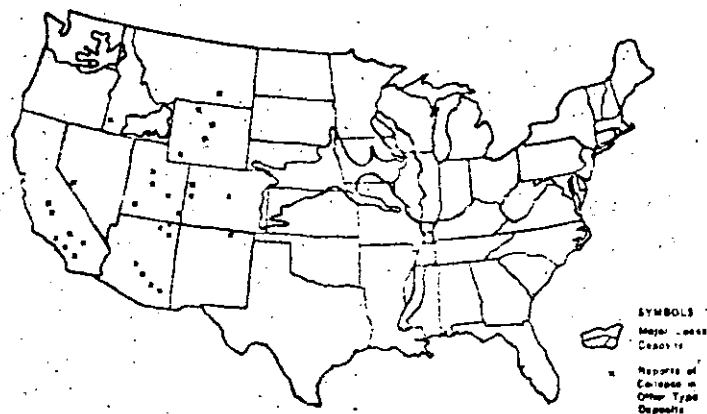 SYMBOLS
Major Loess
Deposits
Reports of
Collapse in
Other Type
Deposits